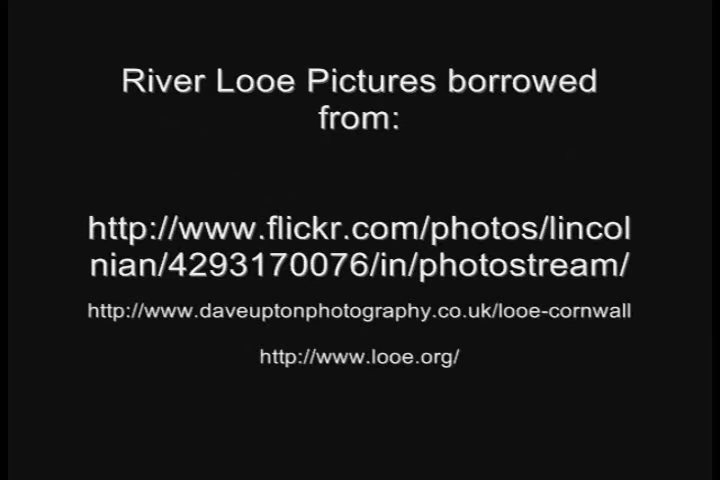 River Looe Pictures borrowed
from:
http://www.flickr.com/photos/lincol
nian/4293170076/in/photostream/
http://www.daveuptonphotography.co.uk/looe-cornwall
http://www.looe.org/